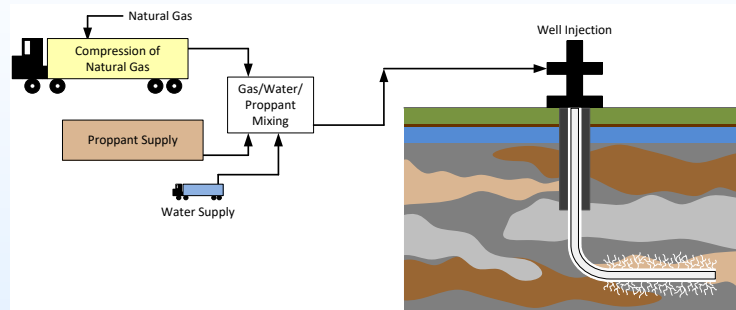 Natural Gas
Compression of
Natural Gas
Gas/Water/
Proppant
Mixing
Proppant Supply
Water Supply
Well Injection